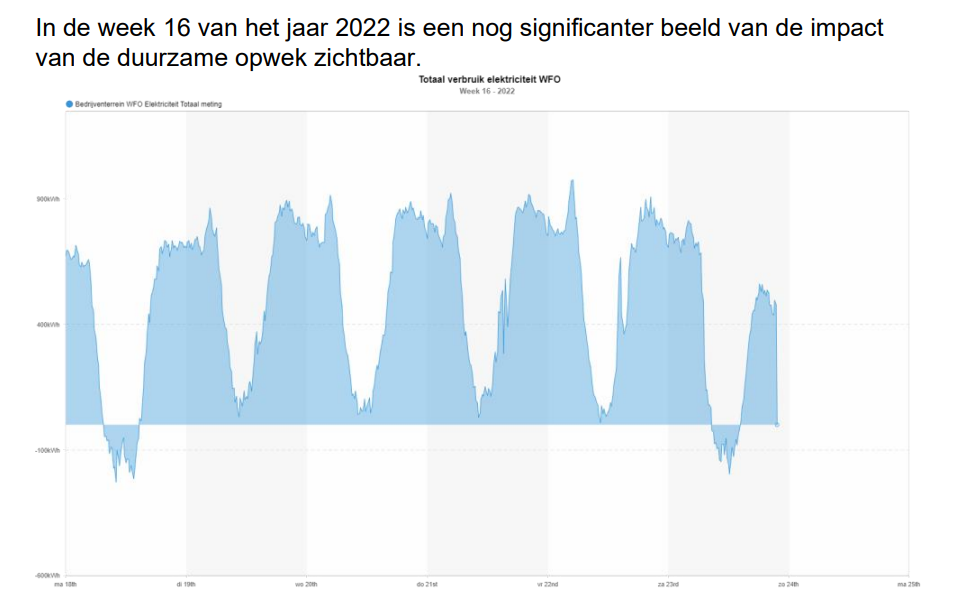 In de week 16 van het jaar 2022 is een nog significanter beeld van de impact
van de duurzame opwek zichtbaar.
Totaal verbruik elektriciteit WFO
Week 16 - 2022
Bedrijventerrein WFO Elektriciteit Totaal meting
900kWh
400kWh
-100kWh
-600kWh
ma 18th
di 19th
wo 20th
do 21st
vr 22nd
za 23rd
zo 24th
ma 25th